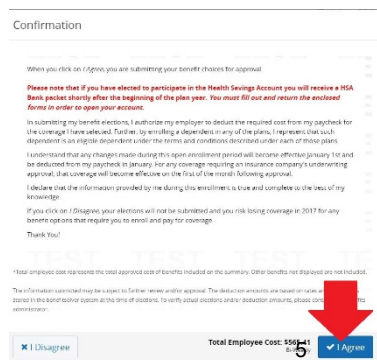 Confirmation
When you click on I Agree, you are submitting your benefit choices for approval.
Please note that if you have elected to participate in the Health Savings Account you will receive a HSA
Bank packet shortly after the beginning of the plan year. You must fill out and return the enclosed
forms in order to open your account.
In submitting my benefit elections, I authorize my employer to deduct the required cost from my paycheck for
the coverage I have selected. Further, by enrolling a dependent in any of the plans, I represent that such
dependent is an eligible dependent under the terms and conditions described under each of those plans.
I understand that any changes made during this open enrollment period will become effective January 1st and
be deducted from my paycheck in January. For any coverage requiring an insurance company's underwriting
approval, that coverage will become effective on the first of the month following approval.
I declare that the information provided by me during this enrollment is true and complete to the best of my
knowledge.
If you click on I Disagree, your elections will not be submitted and you risk losing coverage in 2017 for any
benefit options that require you to enroll and pay for coverage.
Thank You!
TEST TEST TEST TEST
*Total employee cost represents the total approved cost of benefits included on the summary. Other benefits not displayed are not included.
The information submitted may be subject to further review and/or approval. The deduction amounts are based on rates
stored in the benefitsolver system at the time of elections. To verify actual elections and/or deduction amounts, please
administrator.
I Disagree
Total Employee Cost:
5
I Agree